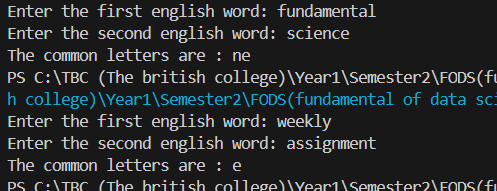 Enter the first english word: fundamental
Enter the second english word: science
The common letters are : ne
PS C:\TBC (The british college)\Year1\Semester2\FODS(fu
h college)\Year1\Semester2\FODS(fundamental of data sci
Enter the first english word: weekly
Enter the second english word: assignment
The common letters are : e
PS C:\TBC (The british college)\Year1\Semester2\FODS(fu